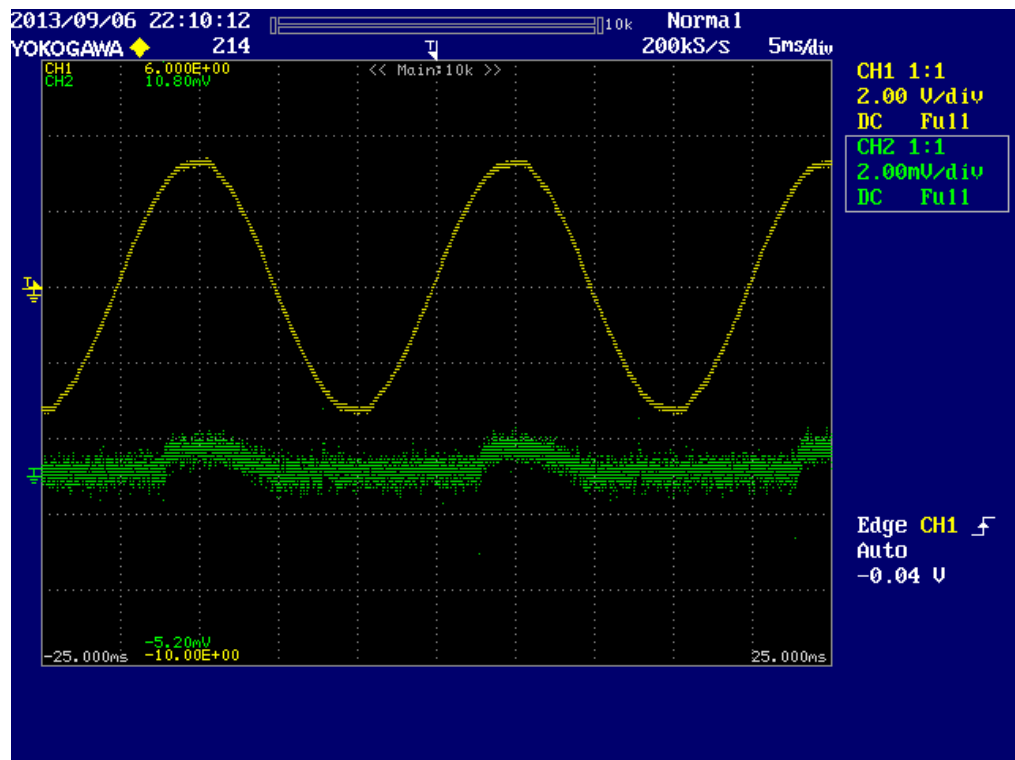 2013/09/06 22:10:12 10k Normal
YOKOGAWA 214 T 200kS/s 5ms/div
CH1 6.000E+00 << Main:10k >>
CH2 10.80mV
CH1 1:1
2.00 V/div
DC Full
CH2 1:1
2.00mV/div
DC Full
T
Edge CH1
Auto
-0.04 V
-5.20mV
-25.000ms -10.00E+00 25.000ms